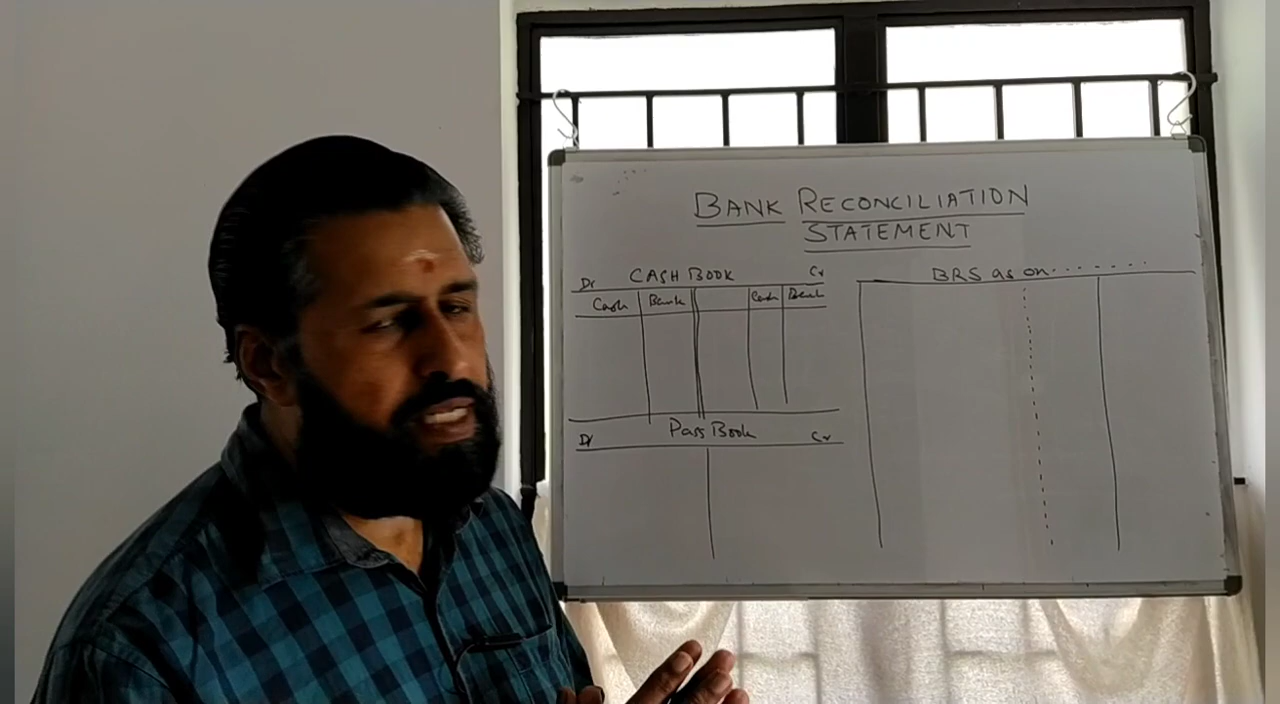 BANK RECONCILIATION
STATEMENT
Dr CASH BOOK Cr
Cash Bank Cash Bank
Dr Pass Book Cr
BRS as on........